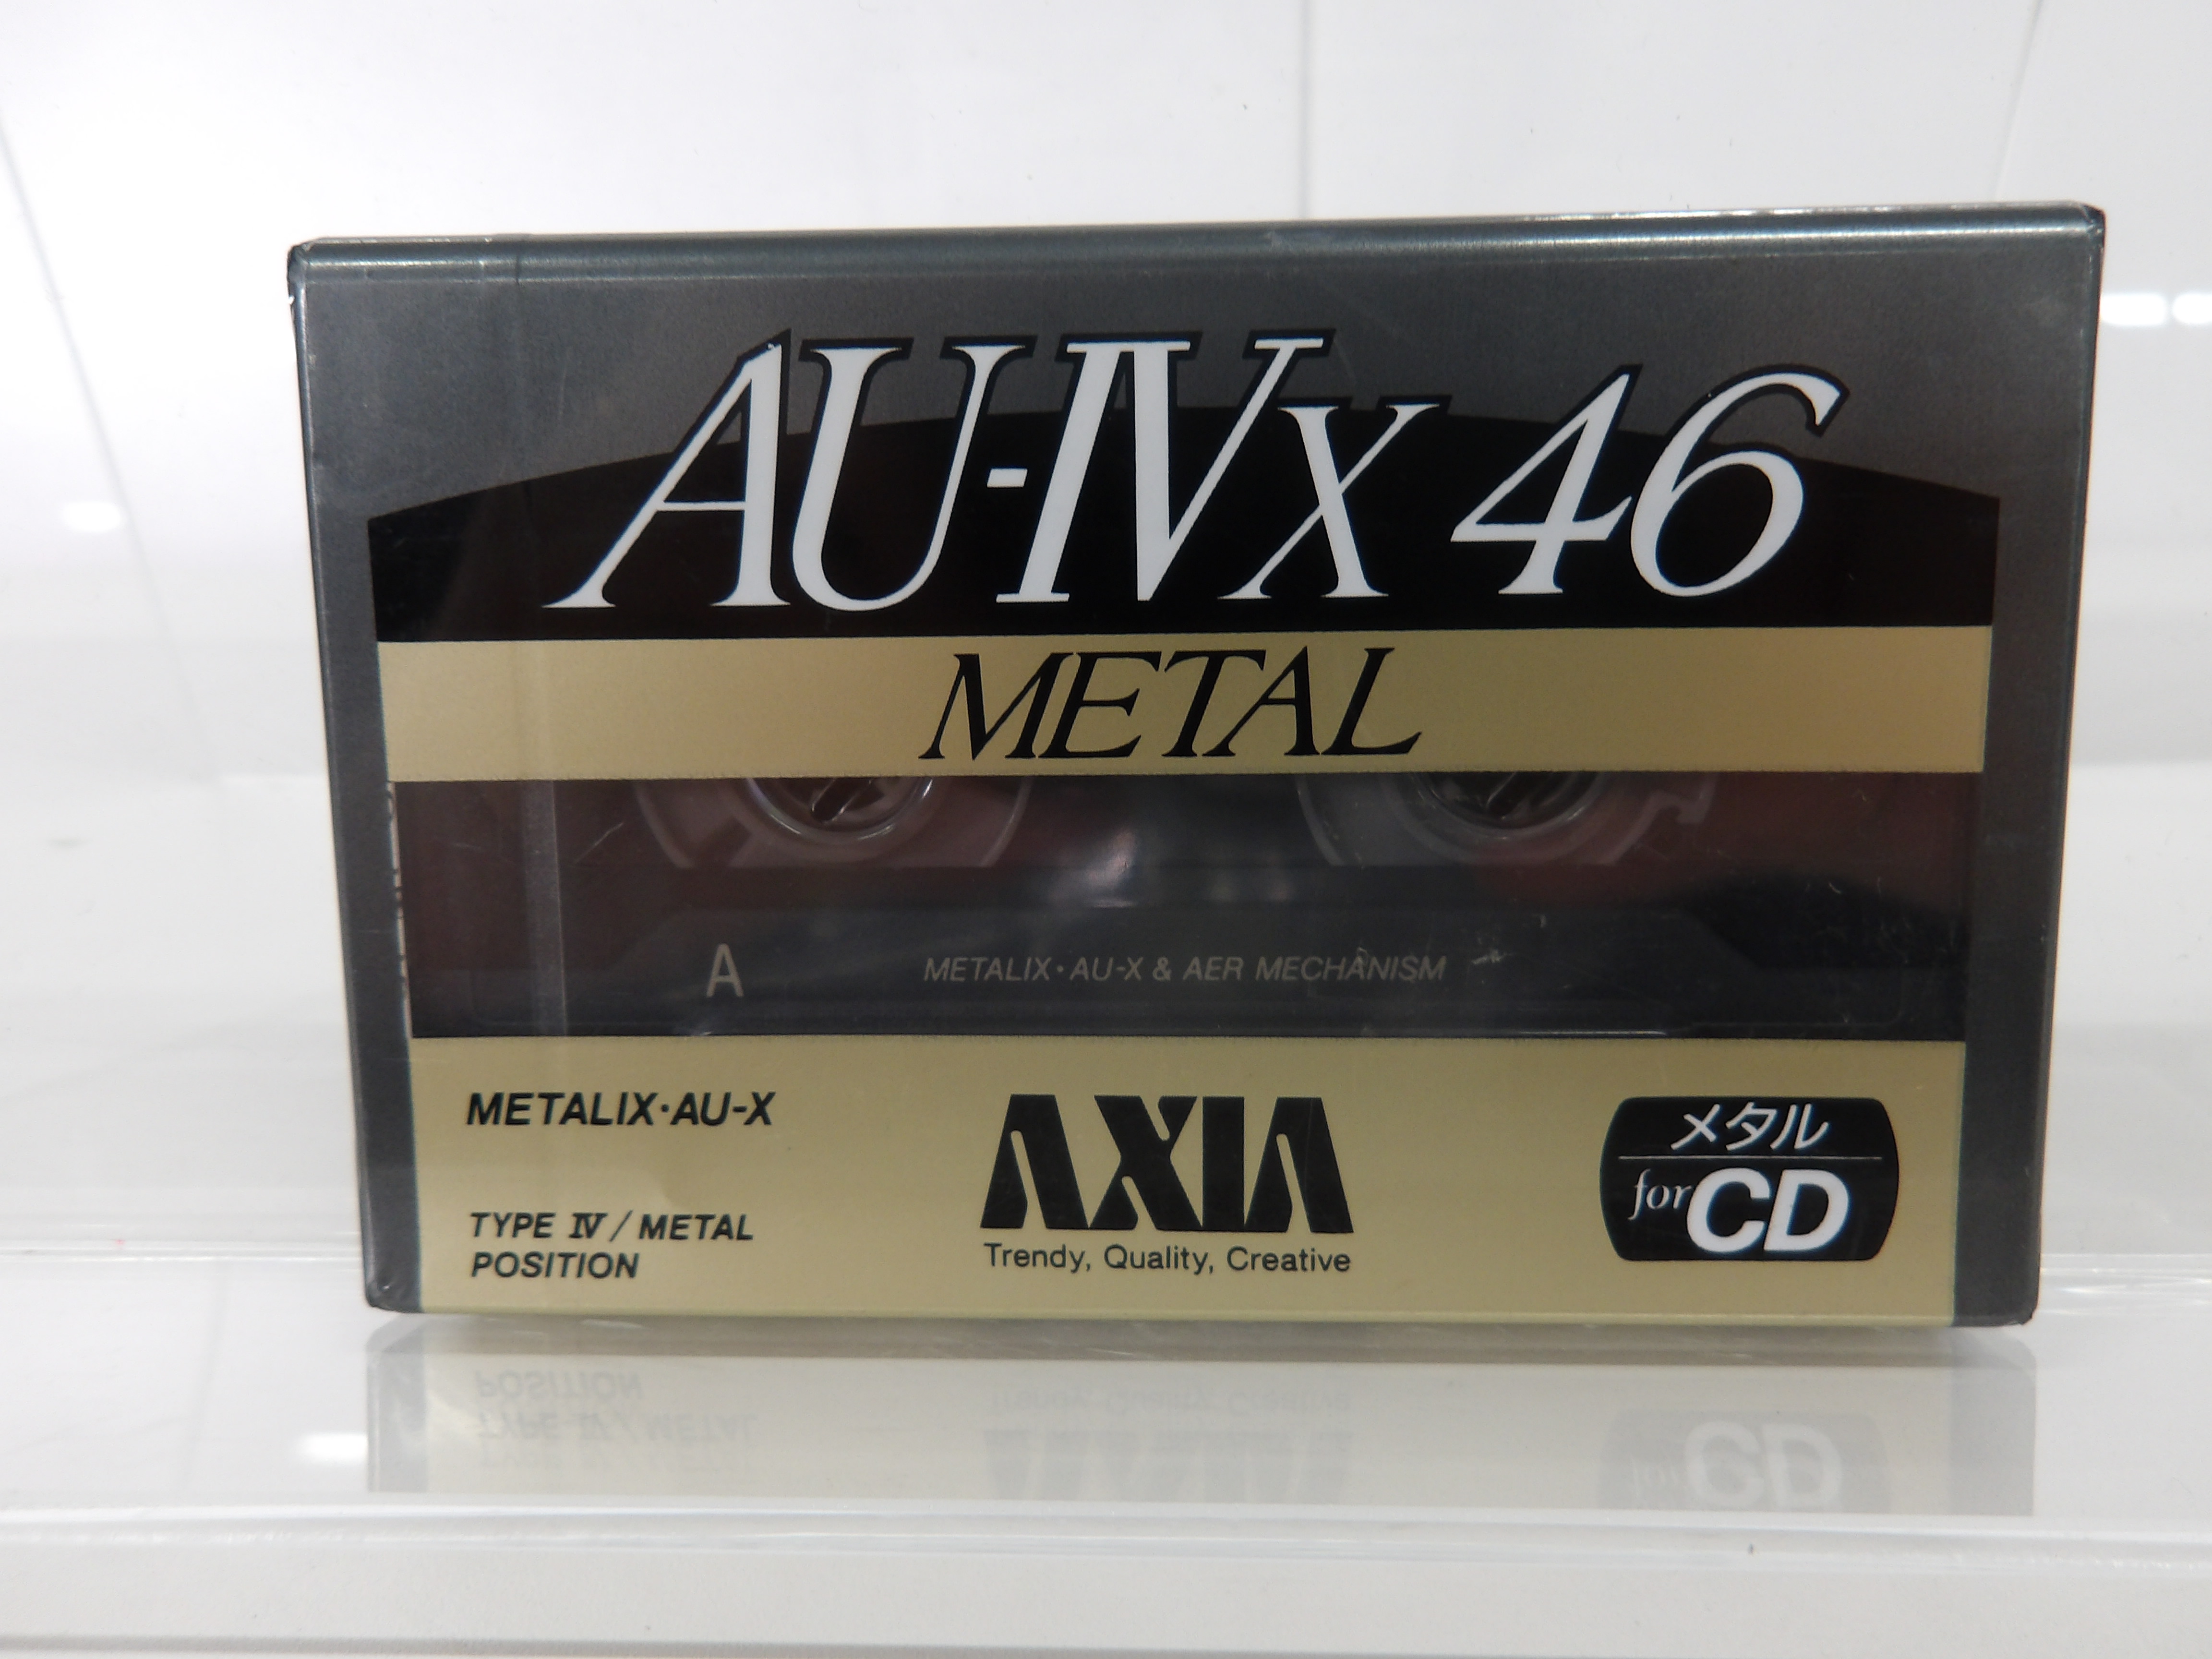 AU-IVx 46
METAL
A
METALIX・AU-X & AER MECHANISM
METALIX・AU-X
TYPE IV / METAL
POSITION
AXIA
Trendy, Quality, Creative
メタル
for CD